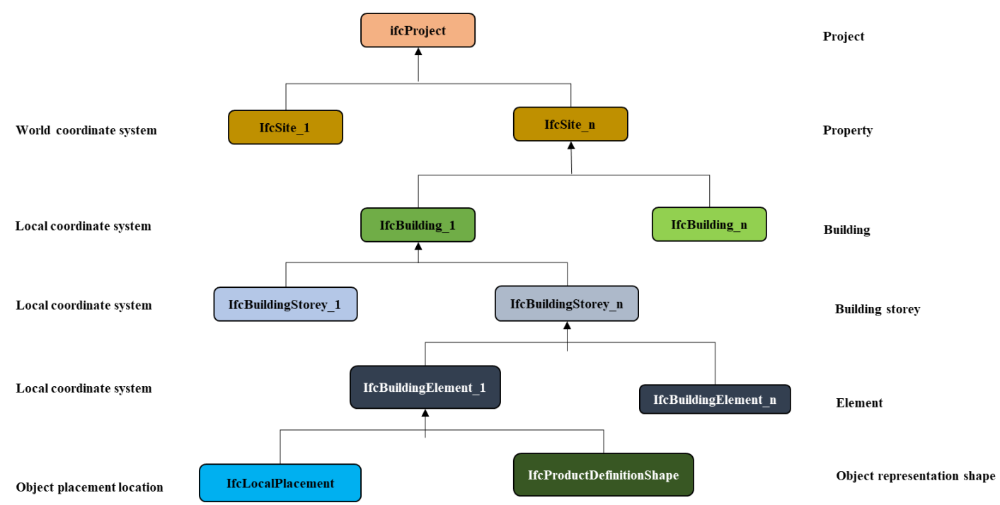 ifcProject
Project
World coordinate system
IfcSite_1
IfcSite_n
Property
Local coordinate system
IfcBuilding_1
IfcBuilding_n
Building
Local coordinate system
IfcBuildingStorey_1
IfcBuildingStorey_n
Building storey
Local coordinate system
IfcBuildingElement_1
IfcBuildingElement_n
Element
Object placement location
IfcLocalPlacement
IfcProductDefinitionShape
Object representation shape